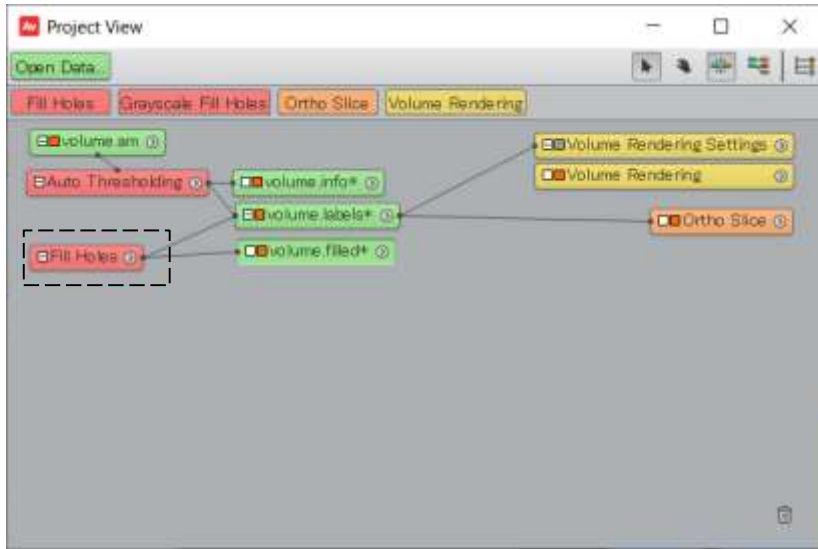 Av Project View
Open Data...
Fill Holes Grayscale Fill Holes Ortho Slice Volume Rendering
volume.am
Volume Rendering Settings
Auto Thresholding volume.info* Volume Rendering
volume.labels* Ortho Slice
Fill Holes volume.filled*